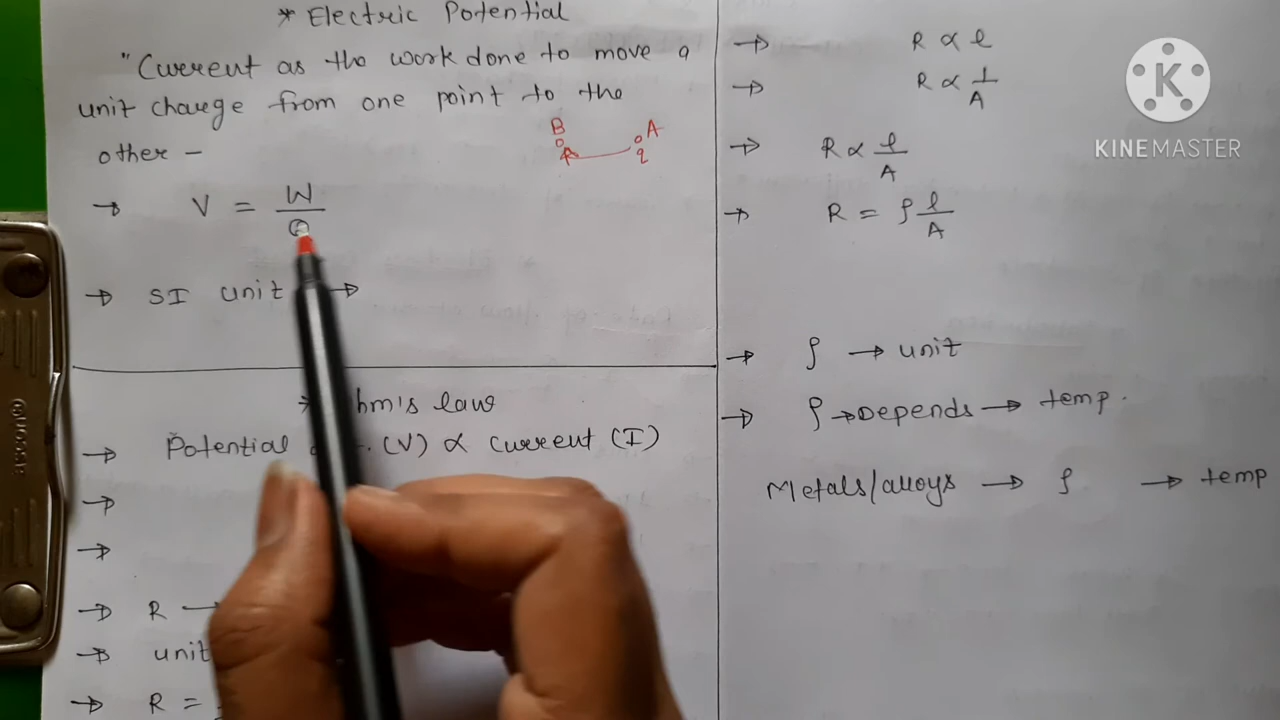 * Electric Potential
"Current as the work done to move a
unit charge from one point to the
other -
B A
q
→ V = W/Q
→ SI unit →
* hm's law
→ Potential (V) ∝ current (I)
→
→
→ R →
→ unit
→ R =
→ R ∝ l
→ R ∝ 1/A
→ R ∝ l/A
→ R = ρ l/A
→ ρ → unit
→ ρ → Depends → temp.
Metals/alloys → ρ → temp
K
KINEMASTER